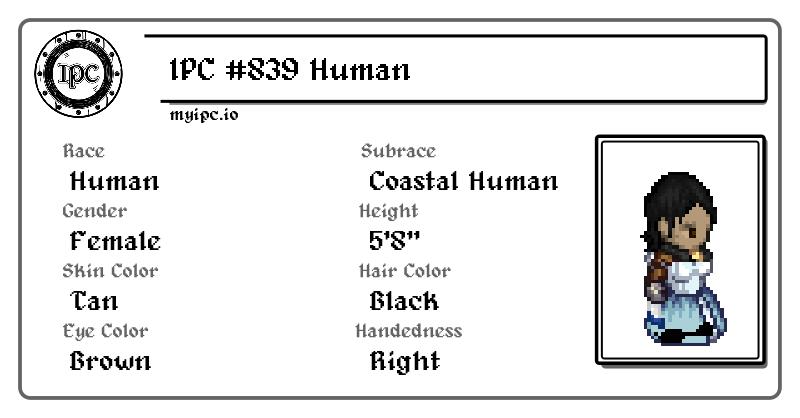 IPC
IPC #839 Human
myipc.io
Race
Human
Subrace
Coastal Human
Gender
Female
Height
5'8"
Skin Color
Tan
Hair Color
Black
Eye Color
Brown
Handedness
Right